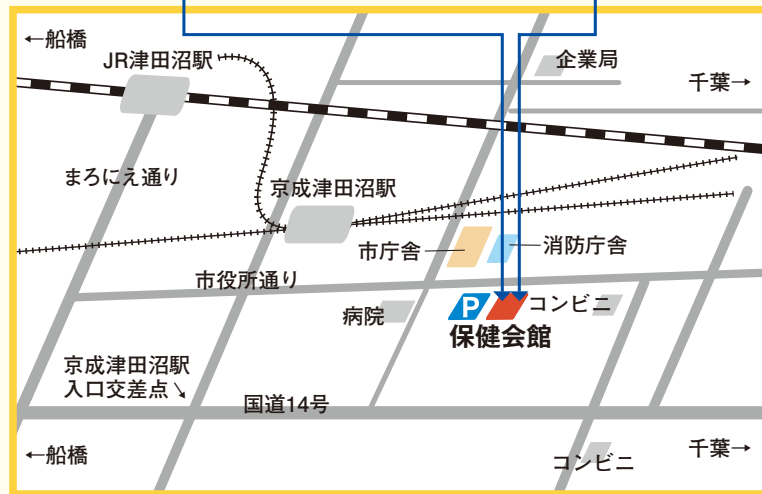 ←船橋
JR津田沼駅
企業局
千葉→
まろにえ通り
京成津田沼駅
市庁舎
消防庁舎
市役所通り
病院
P
コンビニ
保健会館
京成津田沼駅
入口交差点↘
国道14号
←船橋
コンビニ
千葉→